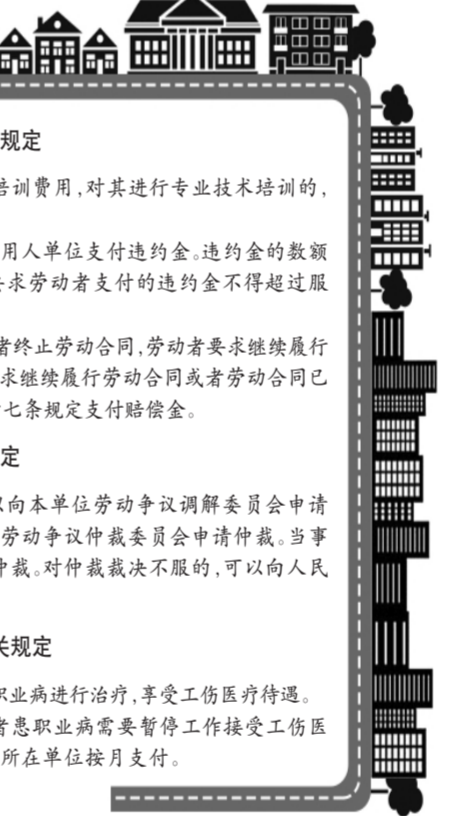 规定
培训费用,对其进行专业技术培训的,
用人单位支付违约金。违约金的数额
求劳动者支付的违约金不得超过服
者终止劳动合同,劳动者要求继续履行
求继续履行劳动合同或者劳动合同已
七条规定支付赔偿金。
定
以向本单位劳动争议调解委员会申请
劳动争议仲裁委员会申请仲裁。当事
仲裁。对仲裁裁决不服的,可以向人民
关规定
职业病进行治疗,享受工伤医疗待遇。
者患职业病需要暂停工作接受工伤医
所在单位按月支付。